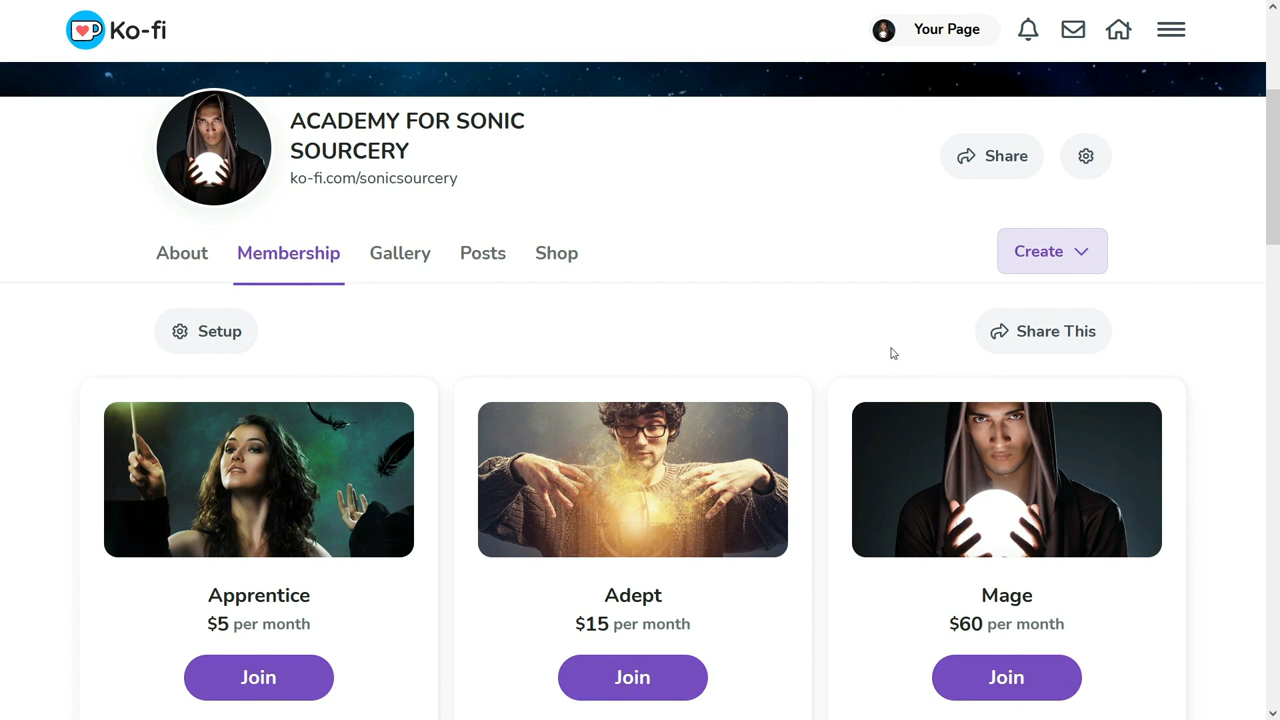 Ko-fi
Your Page
ACADEMY FOR SONIC
SOURCERY
ko-fi.com/sonicsourcery
Share
About
Membership
Gallery
Posts
Shop
Create
Setup
Share This
Apprentice
$5 per month
Join
Adept
$15 per month
Join
Mage
$60 per month
Join